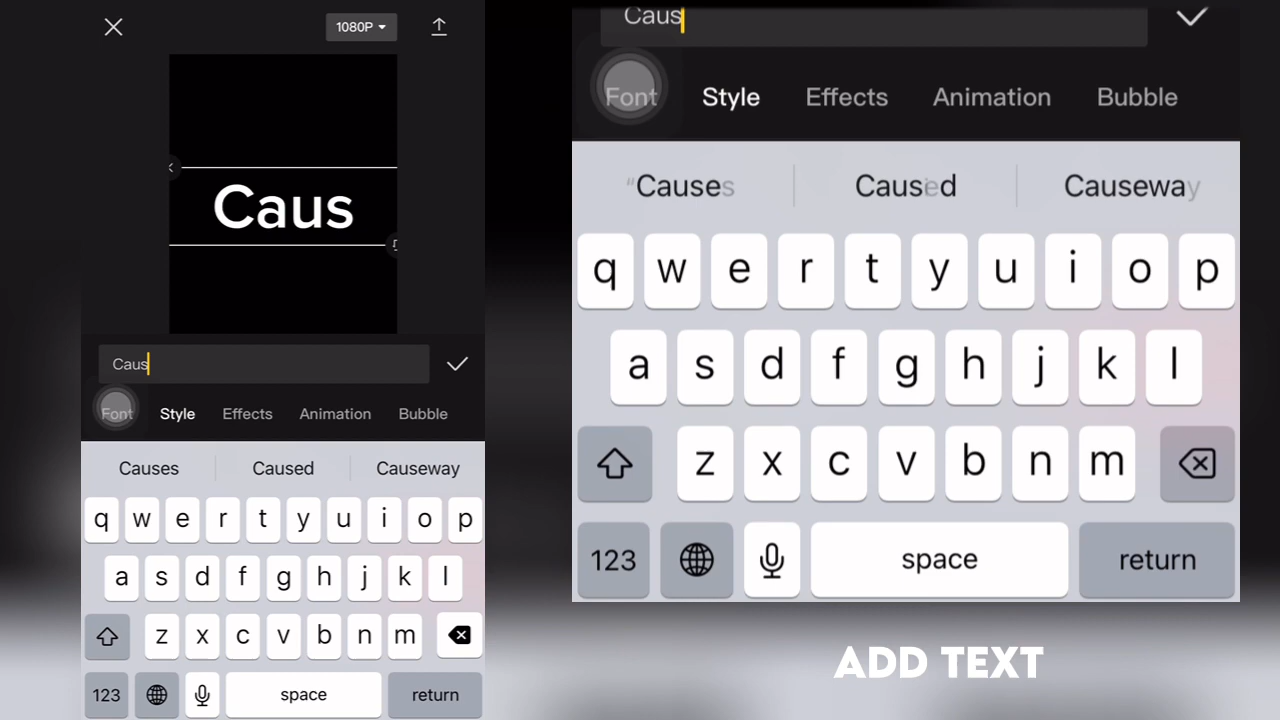 1080P
Caus
Caus
Font Style Effects Animation Bubble
Causes Caused Causeway
q w e r t y u i o p
a s d f g h j k l
z x c v b n m
123 space return
Caus
Font Style Effects Animation Bubble
"Causes Caused Causeway
q w e r t y u i o p
a s d f g h j k l
z x c v b n m
123 space return
ADD TEXT